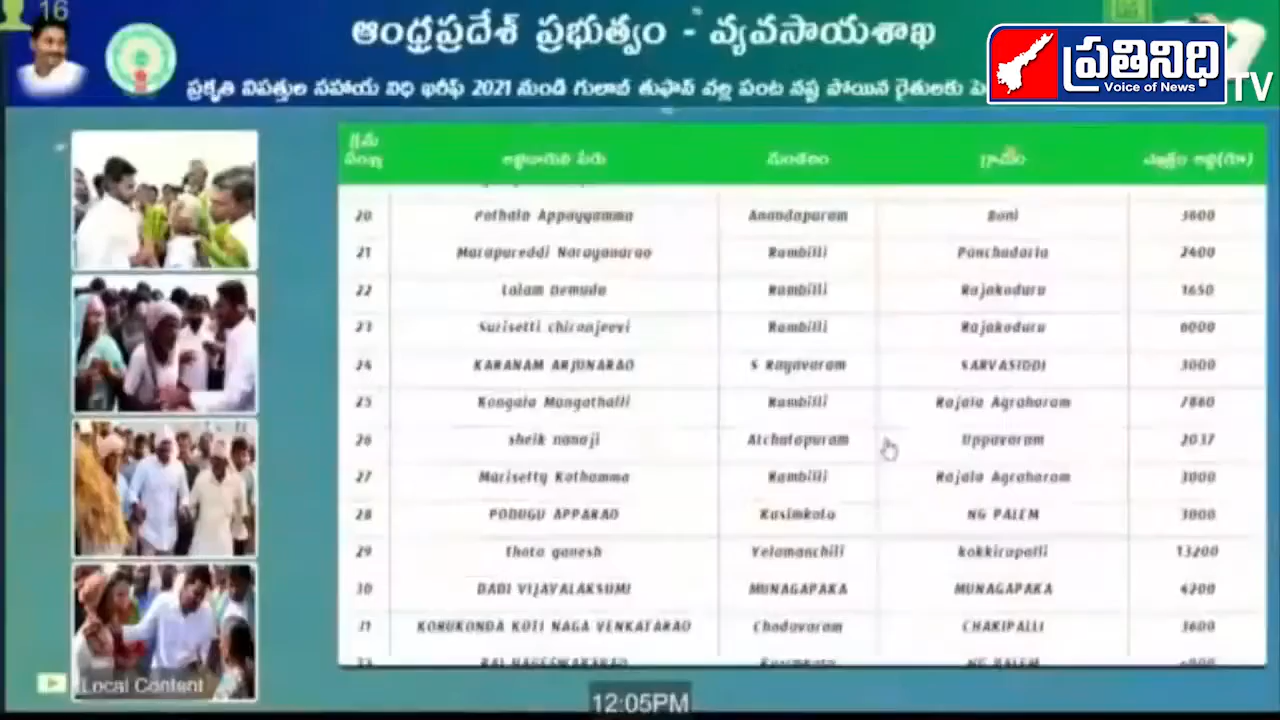 16
ఆంధ్రప్రదేశ్ ప్రభుత్వం - వ్యవసాయశాఖ
ప్రతినిధి
Voice of News
TV
ప్రకృతి విపత్తుల సహాయ నిధి ఖరీఫ్ 2021 నుండి గులాబ్ తుఫాన్ వల్ల పంట నష్ట పోయిన రైతులకు
క్రమ సంఖ్య లబ్ధిదారుని పేరు మండలం గ్రామం
20 Pothala Appayyamma Anandapuram Boni 3600
21 Marapureddi Narayanarao Rambilli Panchadarla 2400
22 Lalam Demudu Rambilli Rajakoduru 1650
23 Surisetti chiranjeevi Rambilli Rajakoduru 6000
24 KARANAM ARJUNARAO S Rayavaram SARVASIDDI 3000
25 Kongala Mangathalli Rambilli Rajala Agraharam
26 sheik nanaji Atchutapuram Uppavaram 2037
27 Marisetty Kothamma Rambilli Rajala Agraharam 3000
28 PODUGU APPARAO Kasimkota NG PALEM 3000
29 thota ganesh Yelamanchili kokkirapalli 13200
30 DADI VIJAYALAKSUMI MUNAGAPAKA MUNAGAPAKA 4200
31 KORUKONDA KOTI NAGA VENKATARAO Chodavaram CHAKIPALLI 3600
Local Content
12:05PM